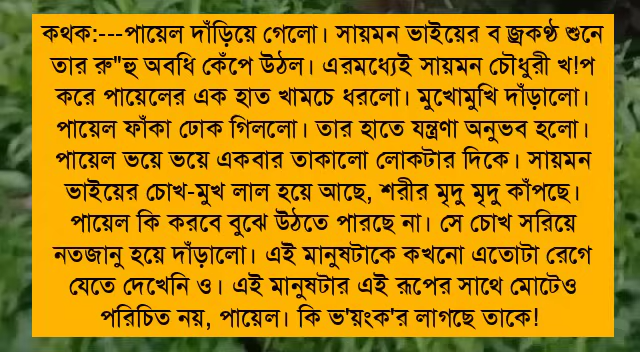 কথক:---পায়েল দাঁড়িয়ে গেলো। সায়মন ভাইয়ের ব জ্রকণ্ঠ শুনে
তার রু"হু অবধি কেঁপে উঠল। এরমধ্যেই সায়মন চৌধুরী খ!প
করে পায়েলের এক হাত খামচে ধরলো। মুখোমুখি দাঁড়ালো।
পায়েল ফাঁকা ঢোক গিললো। তার হাতে যন্ত্রণা অনুভব হলো।
পায়েল ভয়ে ভয়ে একবার তাকালো লোকটার দিকে। সায়মন
ভাইয়ের চোখ-মুখ লাল হয়ে আছে, শরীর মৃদু মৃদু কাঁপছে।
পায়েল কি করবে বুঝে উঠতে পারছে না। সে চোখ সরিয়ে
নতজানু হয়ে দাঁড়ালো। এই মানুষটাকে কখনো এতোটা রেগে
যেতে দেখেনি ও। এই মানুষটার এই রূপের সাথে মোটেও
পরিচিত নয়, পায়েল। কি ভ'য়ংক'র লাগছে তাকে!